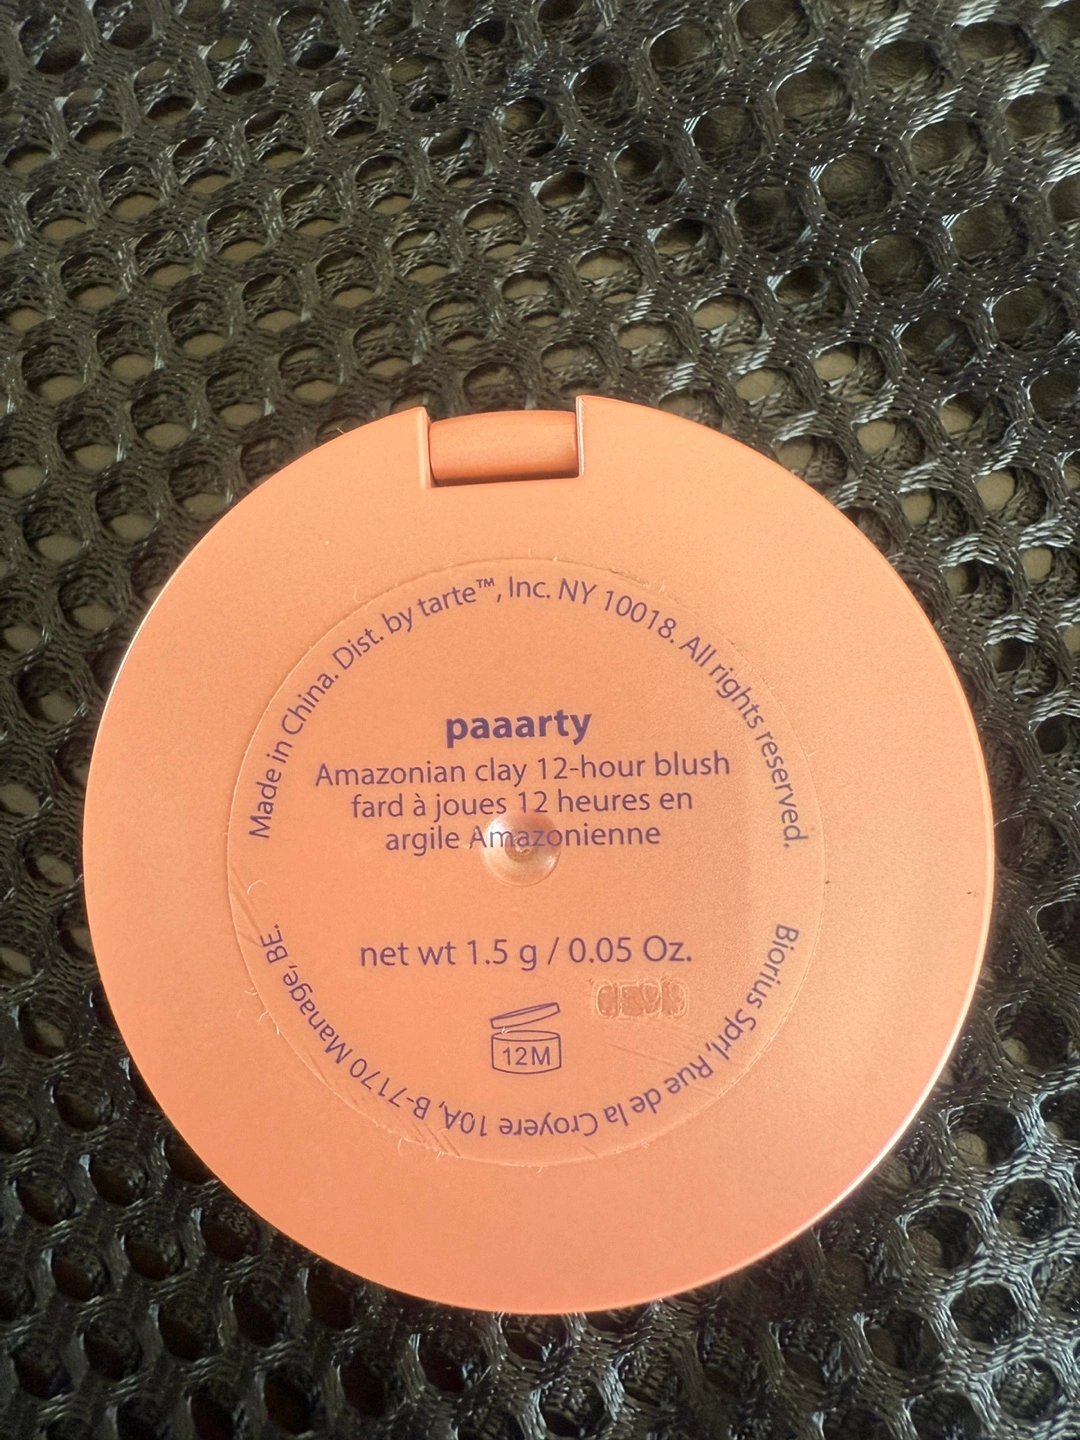 Made in China. Dist. by tarte™, Inc. NY 10018. All rights reserved.
paaarty
Amazonian clay 12-hour blush
fard à joues 12 heures en
argile Amazonienne
net wt 1.5 g / 0.05 Oz.
12M
Biorius Sprl, Rue de la Croyere 10A, B-7170 Manage, BE.